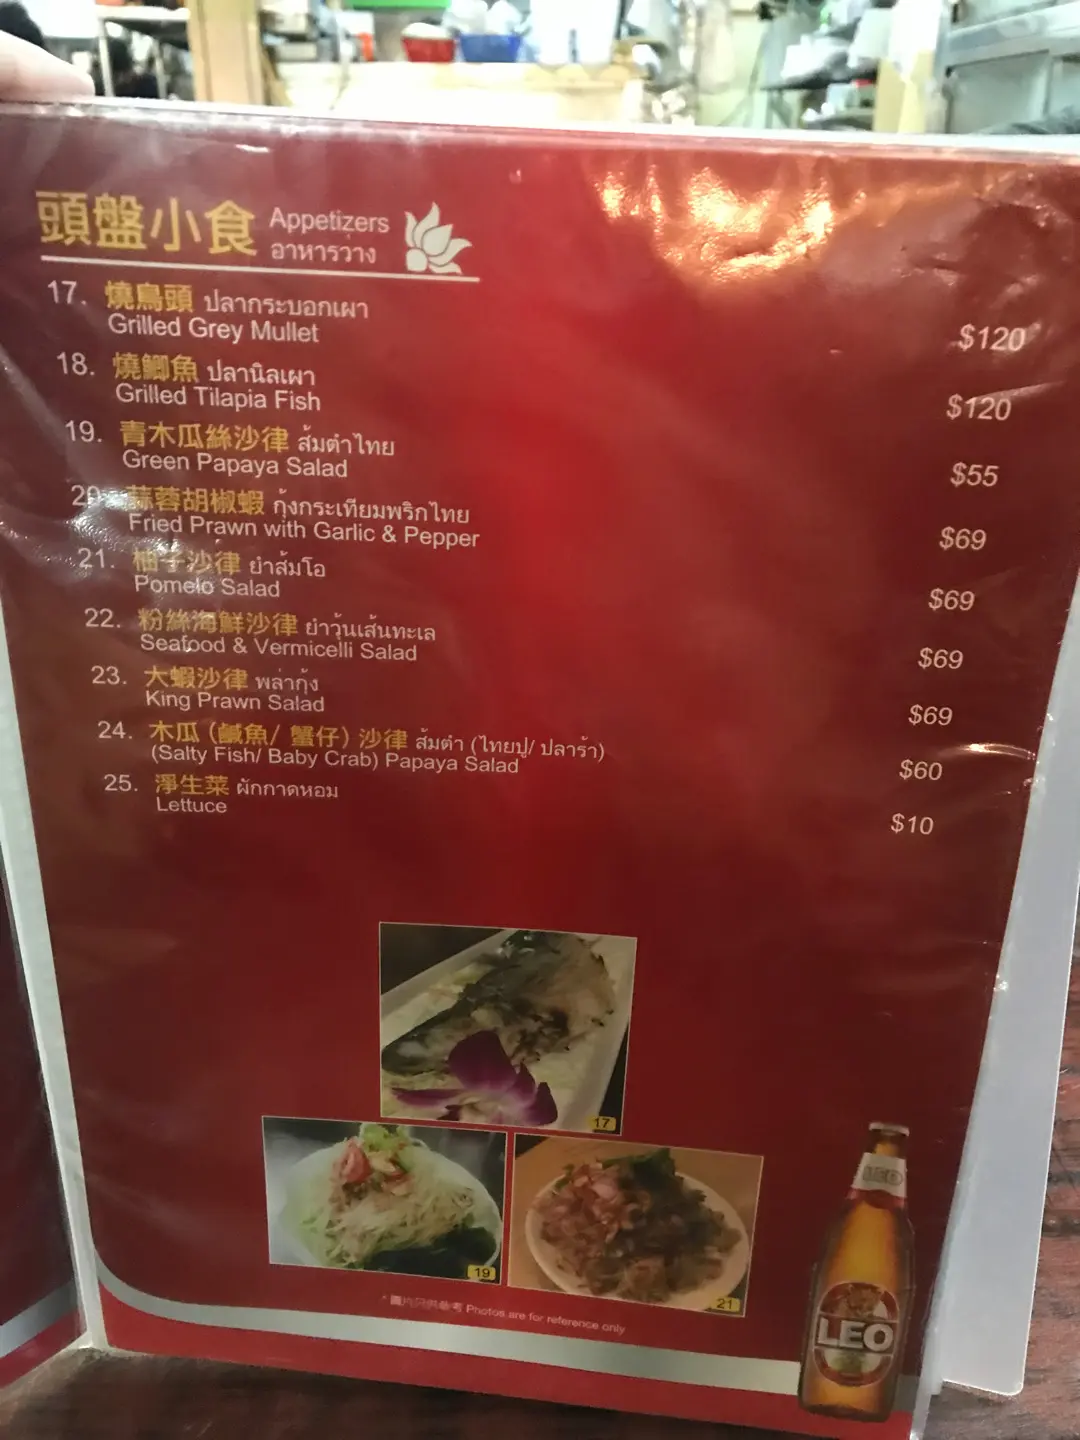 頭盤小食 Appetizers
อาหารว่าง
17. 燒烏頭 ปลากระบอกเผา
Grilled Grey Mullet
$120
18. 燒鯽魚 ปลานิลเผา
Grilled Tilapia Fish
$120
19. 青木瓜絲沙律 ส้มตำไทย
Green Papaya Salad
$55
20. 蒜蓉胡椒蝦 กุ้งกระเทียมพริกไทย
Fried Prawn with Garlic & Pepper
$69
21. 柚子沙律 ยำส้มโอ
Pomelo Salad
$69
22. 粉絲海鮮沙律 ยำวุ้นเส้นทะเล
Seafood & Vermicelli Salad
$69
23. 大蝦沙律 พล่ากุ้ง
King Prawn Salad
$69
24. 木瓜 (鹹魚/ 蟹仔) 沙律 ส้มตำ (ไทยปู/ ปลาร้า)
(Salty Fish/ Baby Crab) Papaya Salad
$60
25. 淨生菜 ผักกาดหอม
Lettuce
$10
17
19
21
LEO
LEO
* 圖片只供參考 Photos are for reference only